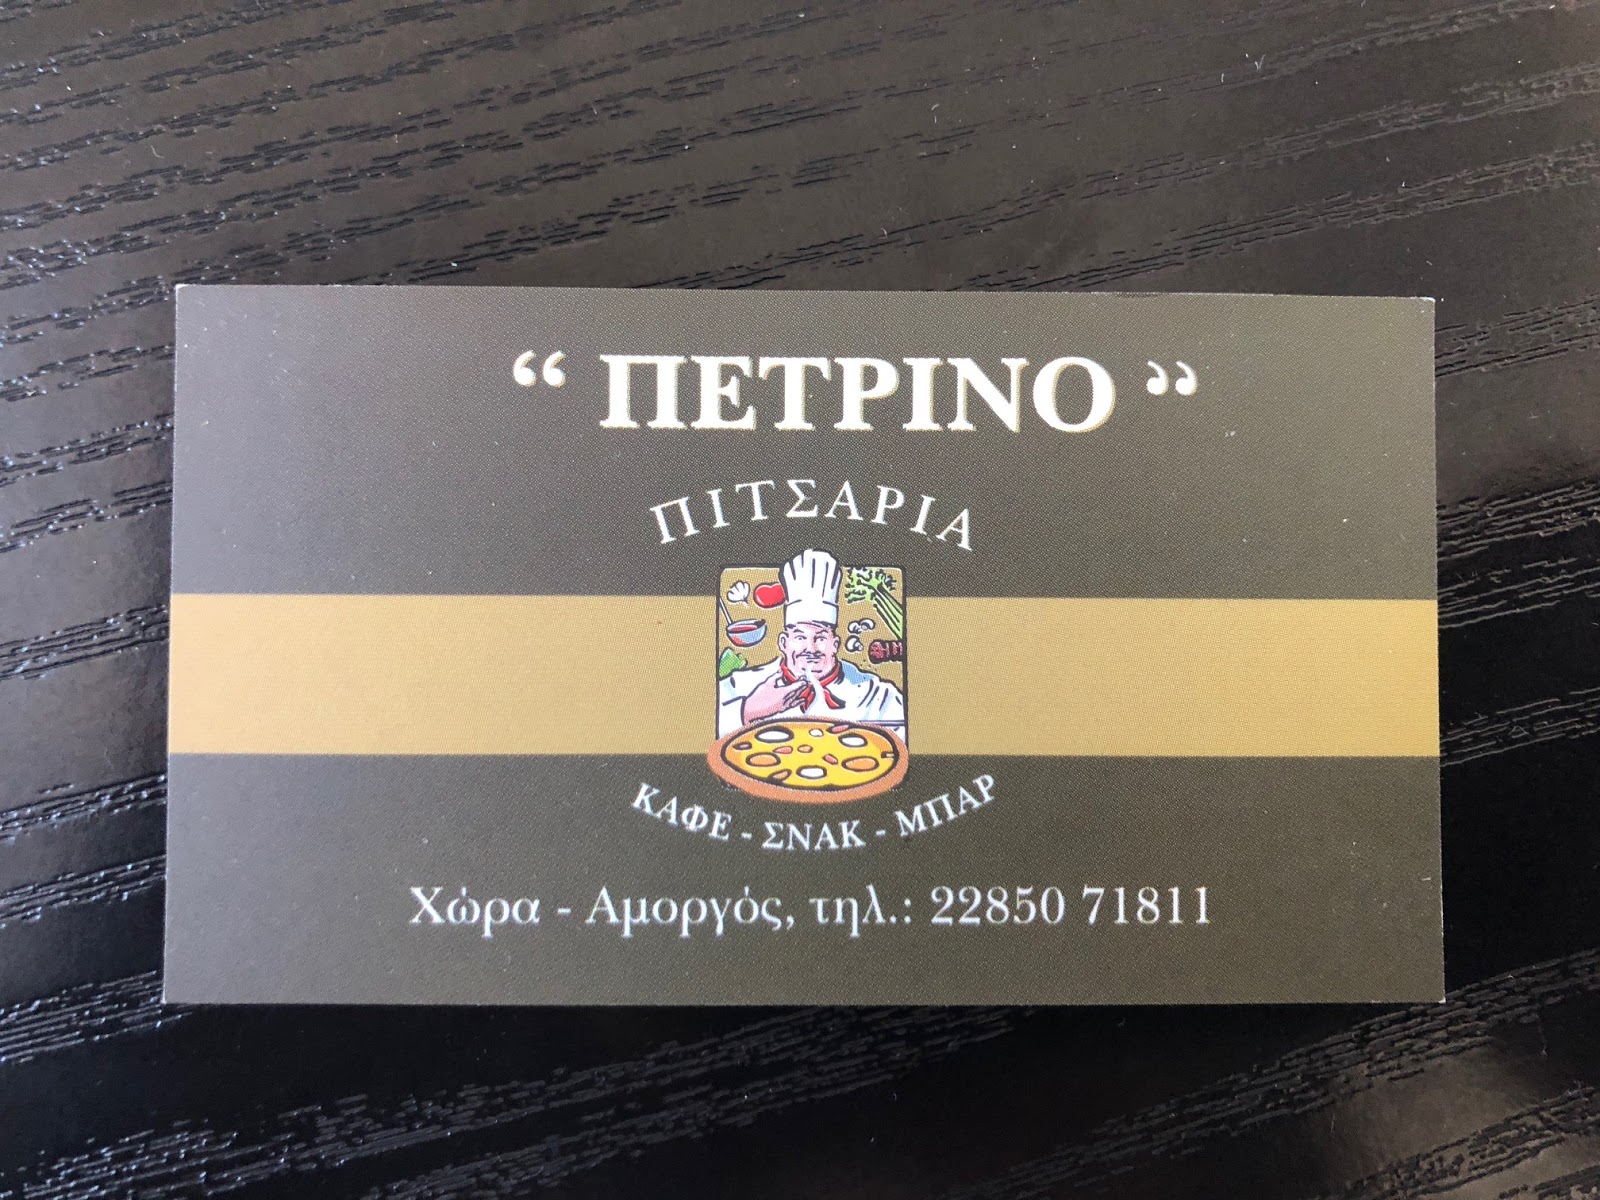 “ ΠΕΤΡΙΝΟ ”
ΠΙΤΣΑΡΙΑ
ΚΑΦΕ - ΣΝΑΚ - ΜΠΑΡ
Χώρα - Αμοργός, τηλ.: 22850 71811